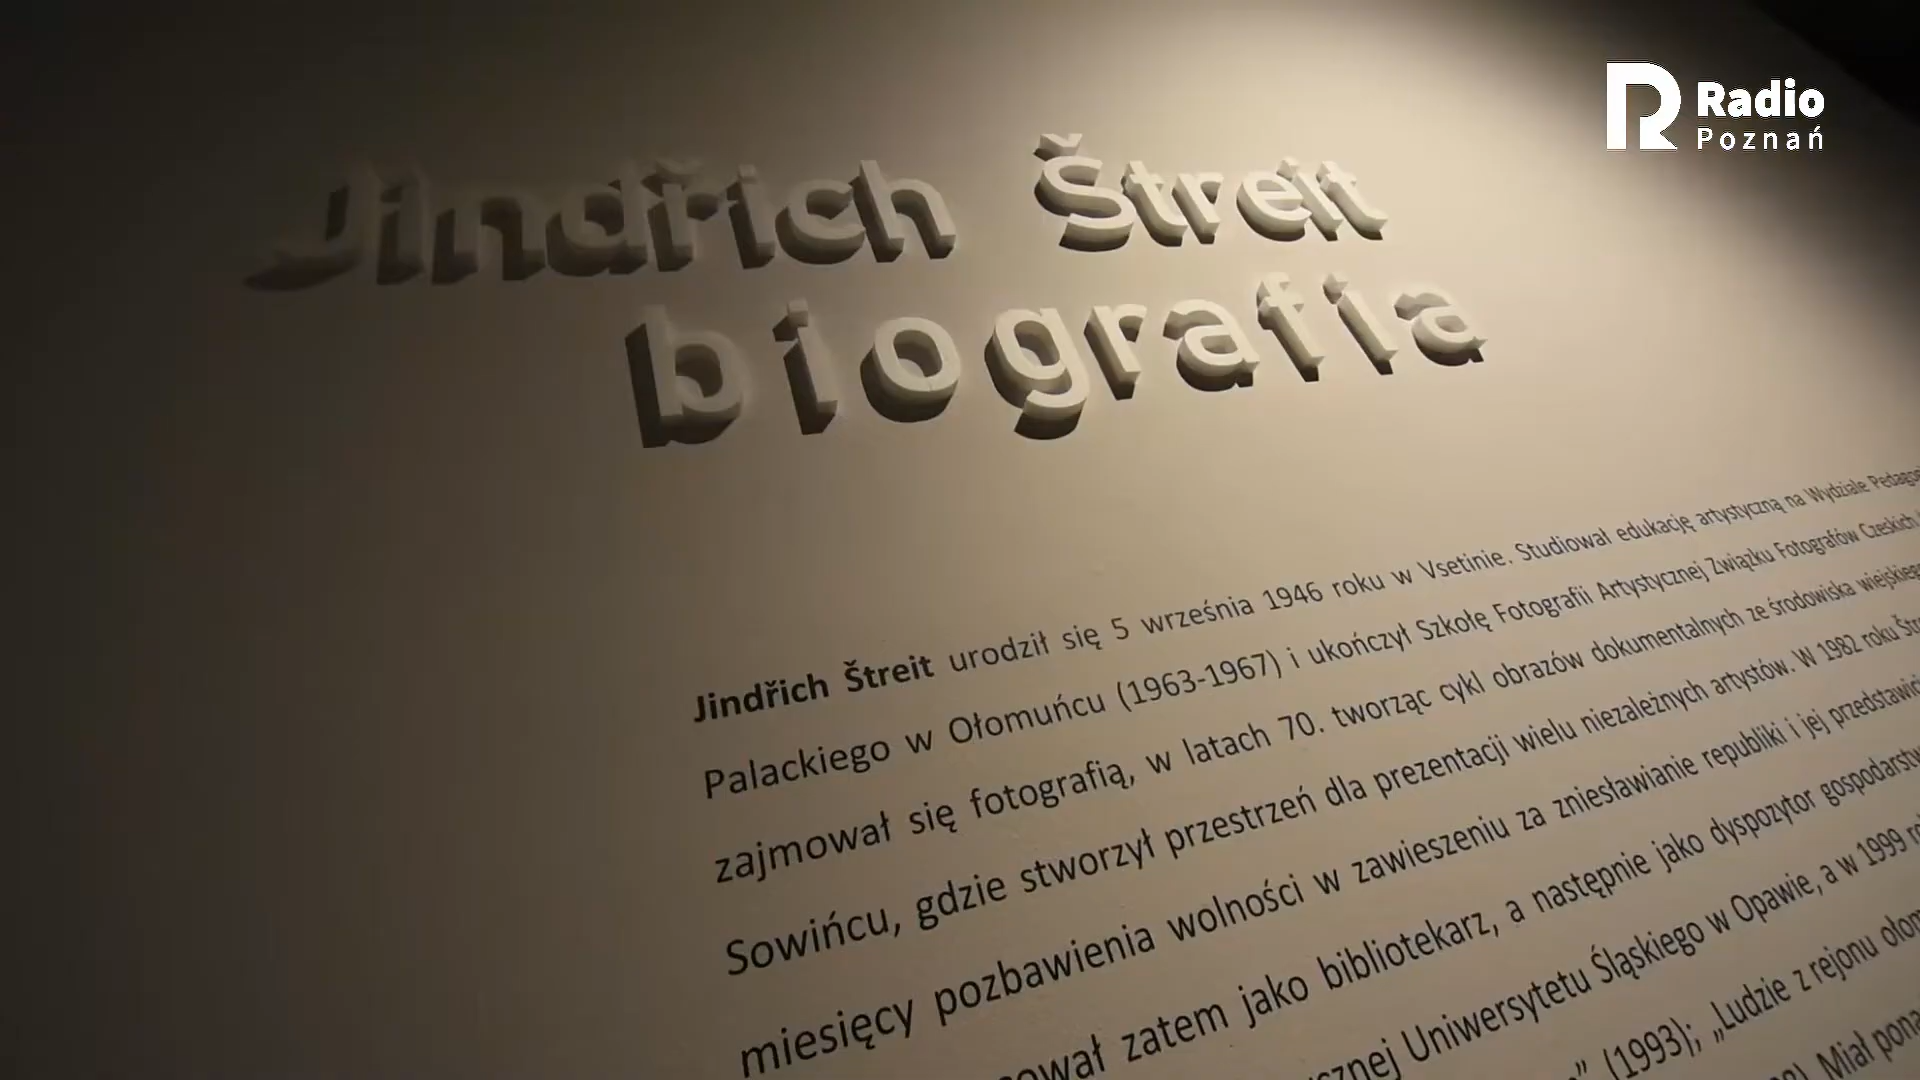 Radio
Poznań
Jindřich Štreit
biografia
Jindřich Štreit urodził się 5 września 1946 roku w Vsetinie. Studiował edukację artystyczną na Wydziale
Palackiego w Ołomuńcu (1963-1967) i ukończył Szkołę Fotografii Artystycznej Związku Fotografów Czeskich
zajmował się fotografią, w latach 70. tworząc cykl obrazów dokumentalnych ze środowiska
Sowińcu, gdzie stworzył przestrzeń dla prezentacji wielu niezależnych artystów. W 1982 roku
miesięcy pozbawienia wolności w zawieszeniu za zniesławianie republiki i jej
zatem jako bibliotekarz, a następnie jako dyspozytor
Uniwersytetu Śląskiego w Opawie, a w 1999
(1993); „Ludzie z rejonu
Miał